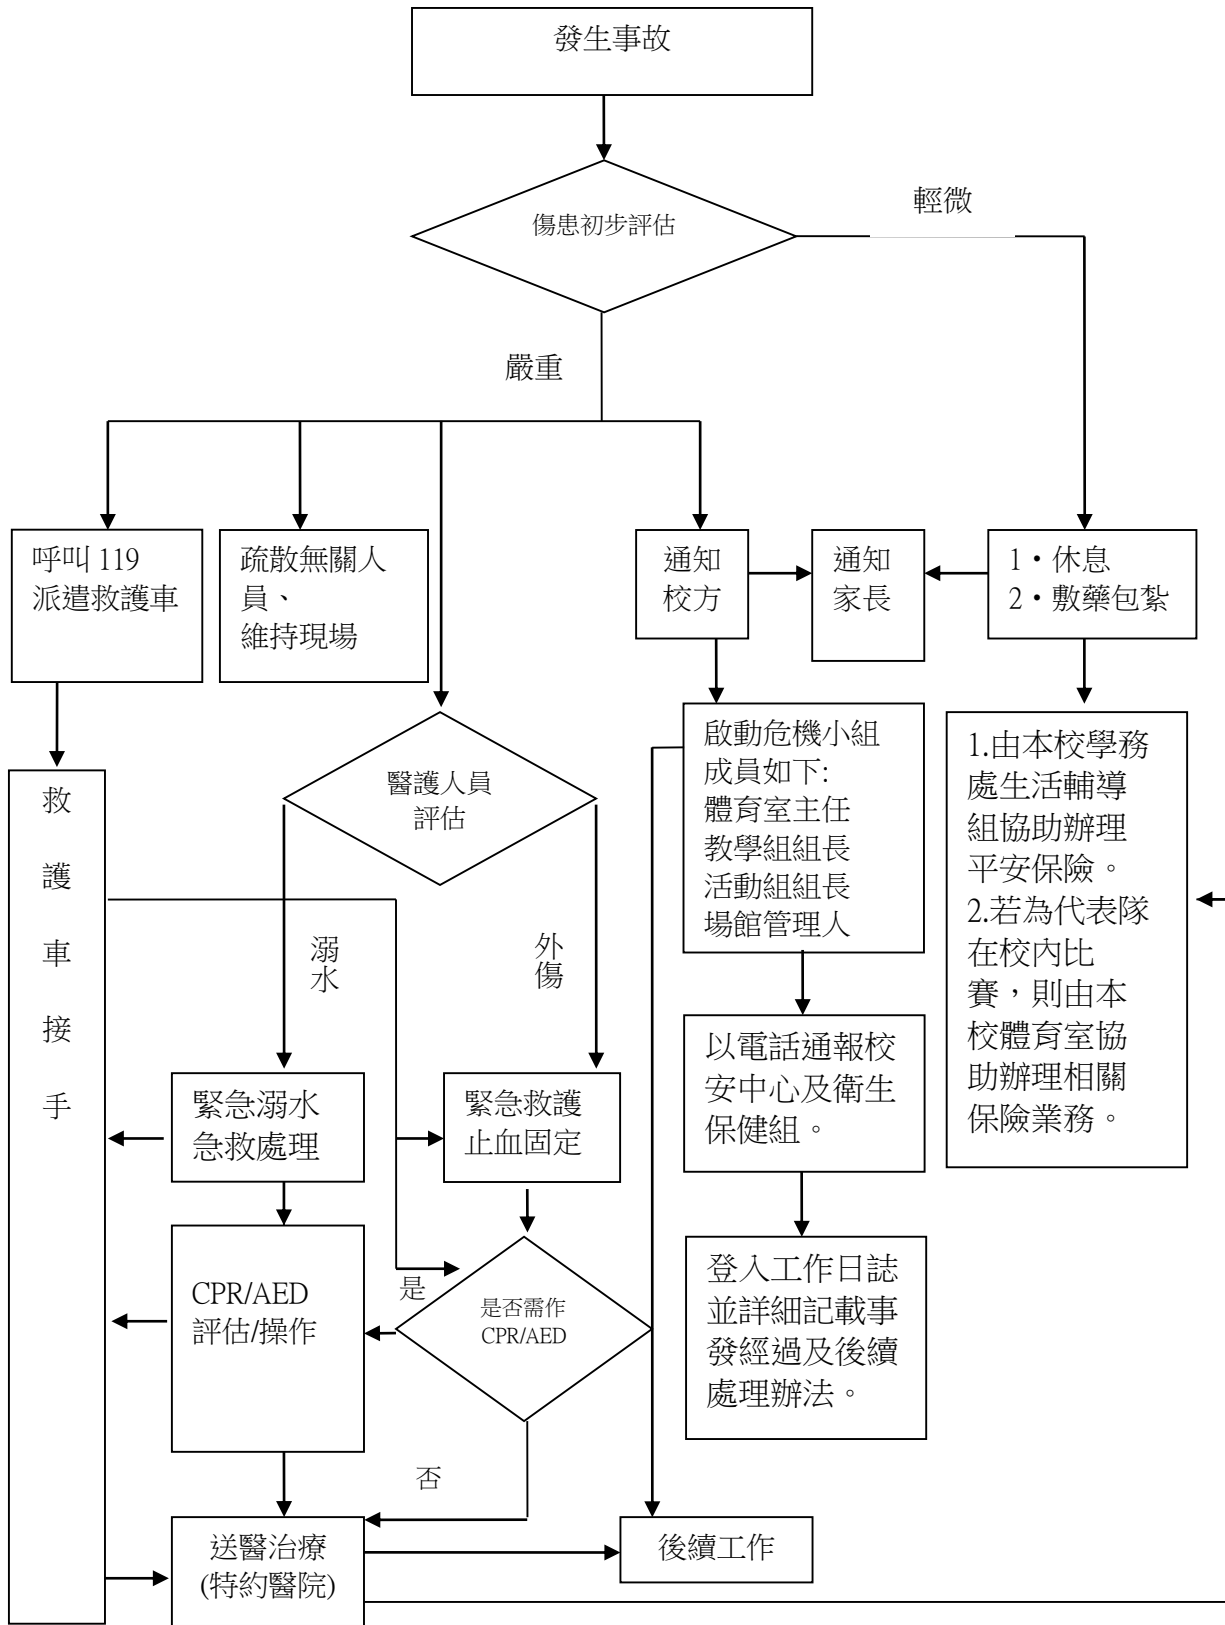 發生事故
傷患初步評估
輕微
嚴重
呼叫 119
派遣救護車
疏散無關人
員、
維持現場
通知
校方
通知
家長
1‧休息
2‧敷藥包紮
醫護人員
評估
啟動危機小組
成員如下:
體育室主任
教學組組長
活動組組長
場館管理人
1.由本校學務
處生活輔導
組協助辦理
平安保險。
2.若為代表隊
在校內比
賽，則由本
校體育室協
助辦理相關
保險業務。
救
護
車
接
手
溺
水
外
傷
緊急溺水
急救處理
緊急救護
止血固定
以電話通報校
安中心及衛生
保健組。
CPR/AED
評估/操作
是
是否需作
CPR/AED
登入工作日誌
並詳細記載事
發經過及後續
處理辦法。
否
送醫治療
(特約醫院)
後續工作